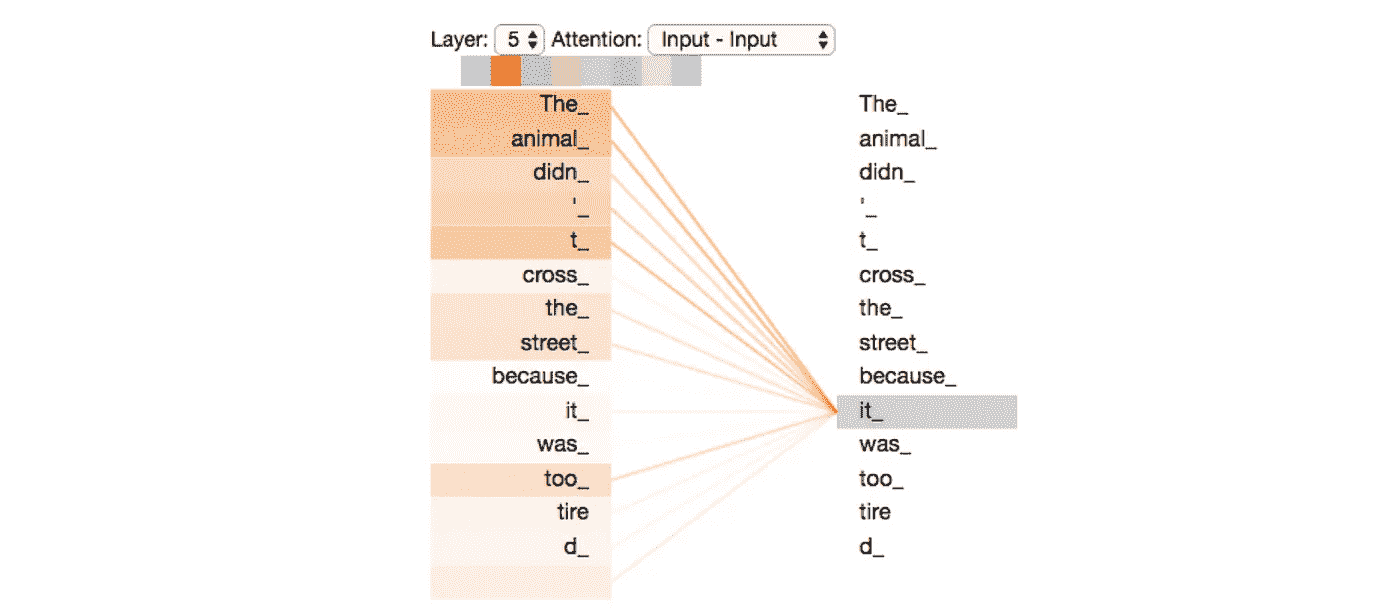 Layer: 5 Attention: Input - Input
The_ The_
animal_ animal_
didn_ didn_
'_ '_
t_ t_
cross_ cross_
the_ the_
street_ street_
because_ because_
it_ it_
was_ was_
too_ too_
tire tire
d_ d_